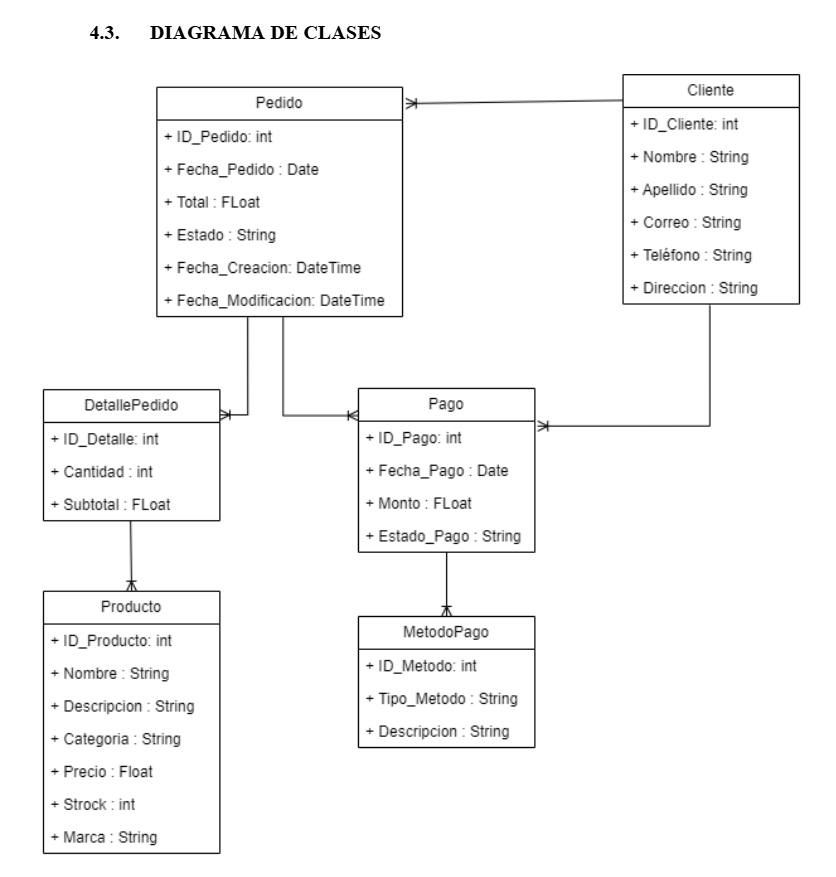 4.3. DIAGRAMA DE CLASES
Pedido
+ ID_Pedido: int
+ Fecha_Pedido : Date
+ Total : FLoat
+ Estado : String
+ Fecha_Creacion: DateTime
+ Fecha_Modificacion: DateTime
Cliente
+ ID_Cliente: int
+ Nombre : String
+ Apellido : String
+ Correo : String
+ Teléfono : String
+ Direccion : String
DetallePedido
+ ID_Detalle: int
+ Cantidad : int
+ Subtotal : FLoat
Pago
+ ID_Pago: int
+ Fecha_Pago : Date
+ Monto : FLoat
+ Estado_Pago : String
Producto
+ ID_Producto: int
+ Nombre : String
+ Descripcion : String
+ Categoria : String
+ Precio : Float
+ Strock : int
+ Marca : String
MetodoPago
+ ID_Metodo: int
+ Tipo_Metodo : String
+ Descripcion : String